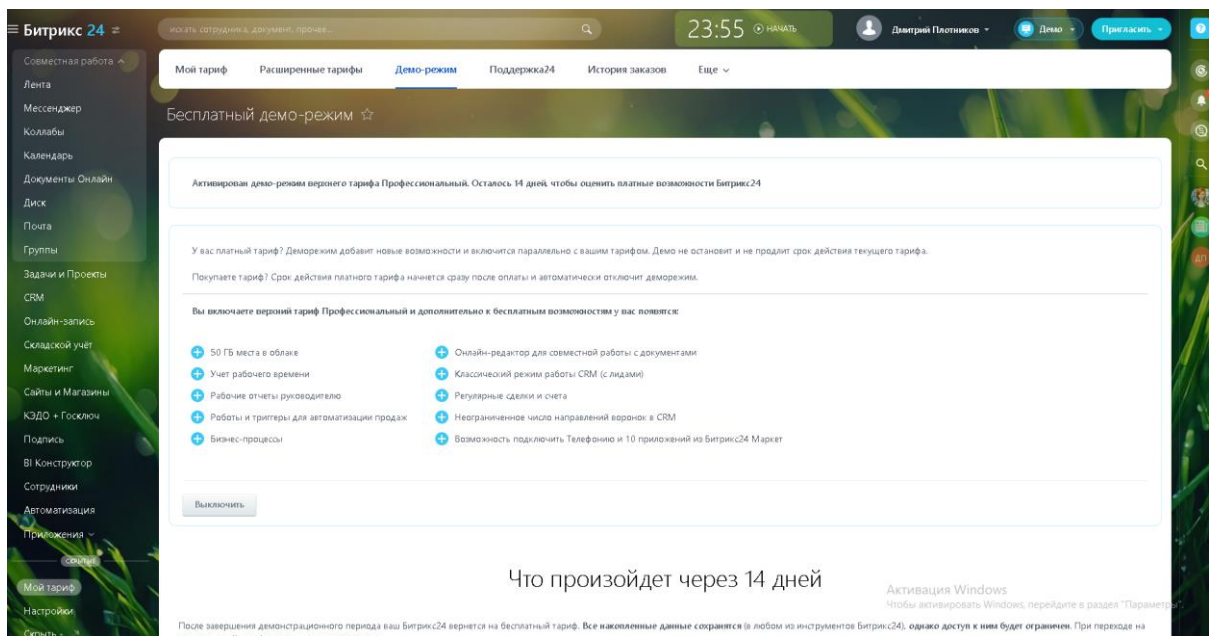 Битрикс 24
искать сотрудника, документ, прочее...
23:55 НАЧАТЬ
Дмитрий Плотников
Демо
Пригласить
Совместная работа
Лента
Мессенджер
Коллабы
Календарь
Документы Онлайн
Диск
Почта
Группы
Задачи и Проекты
CRM
Онлайн-запись
Складской учёт
Маркетинг
Сайты и Магазины
КЭДО + Госключ
Подпись
BI Конструктор
Сотрудники
Автоматизация
Приложения
СКРЫТЫЕ
Мой тариф
Настройки
Скрыть
Мой тариф Расширенные тарифы Демо-режим Поддержка24 История заказов Еще
Бесплатный демо-режим
Активирован демо-режим верхнего тарифа Профессиональный. Осталось 14 дней, чтобы оценить платные возможности Битрикс24
У вас платный тариф? Деморежим добавит новые возможности и включится параллельно с вашим тарифом. Демо не остановит и не продлит срок действия текущего тарифа.
Покупаете тариф? Срок действия платного тарифа начнется сразу после оплаты и автоматически отключит деморежим.
Вы включаете верхний тариф Профессиональный и дополнительно к бесплатным возможностям у вас появятся:
50 ГБ места в облаке
Учет рабочего времени
Рабочие отчеты руководителю
Роботы и триггеры для автоматизации продаж
Бизнес-процессы
Онлайн-редактор для совместной работы с документами
Классический режим работы CRM (с лидами)
Регулярные сделки и счета
Неограниченное число направлений воронок в CRM
Возможность подключить Телефонию и 10 приложений из Битрикс24 Маркет
Выключить
Что произойдет через 14 дней
После завершения демонстрационного периода ваш Битрикс24 вернется на бесплатный тариф. Все накопленные данные сохранятся (в любом из инструментов Битрикс24), однако доступ к ним будет ограничен. При переходе на
Активация Windows
Чтобы активировать Windows, перейдите в раздел "Параметры".
ДП